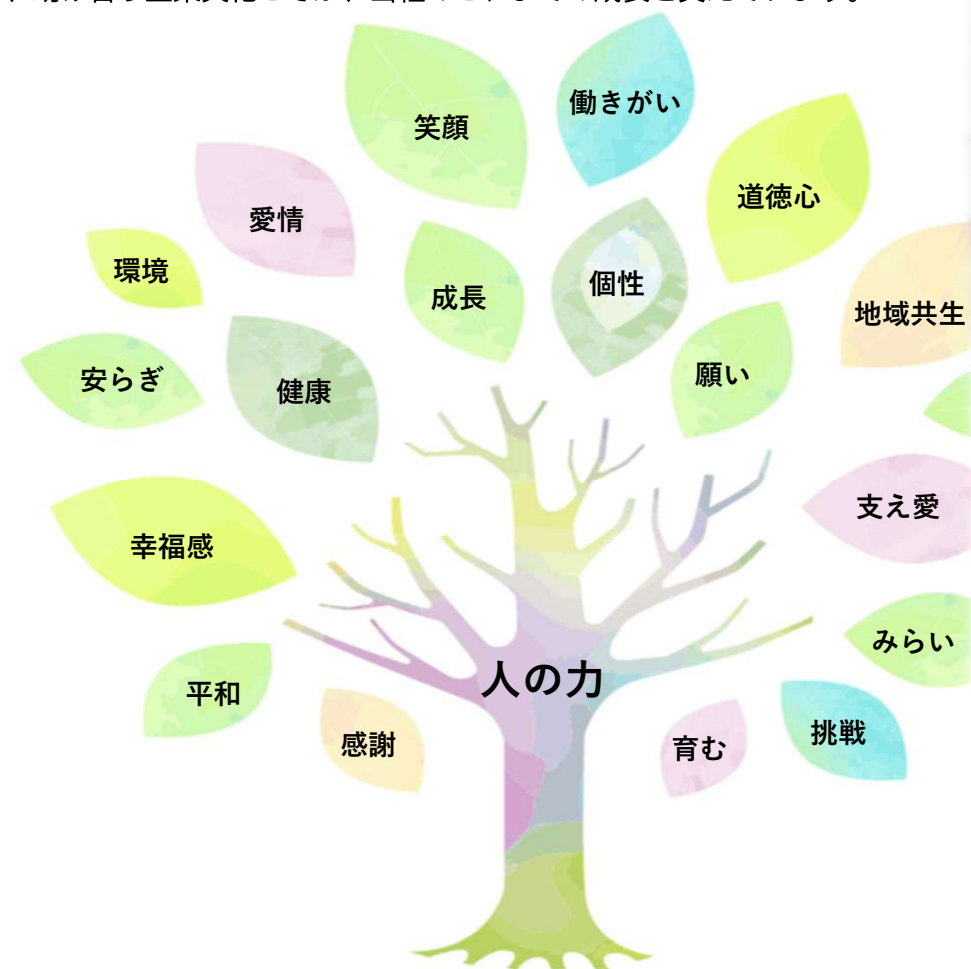 笑顔
働きがい
道徳心
愛情
環境
成長
個性
地域共生
安らぎ
健康
願い
支え愛
幸福感
みらい
人の力
平和
感謝
育む
挑戦